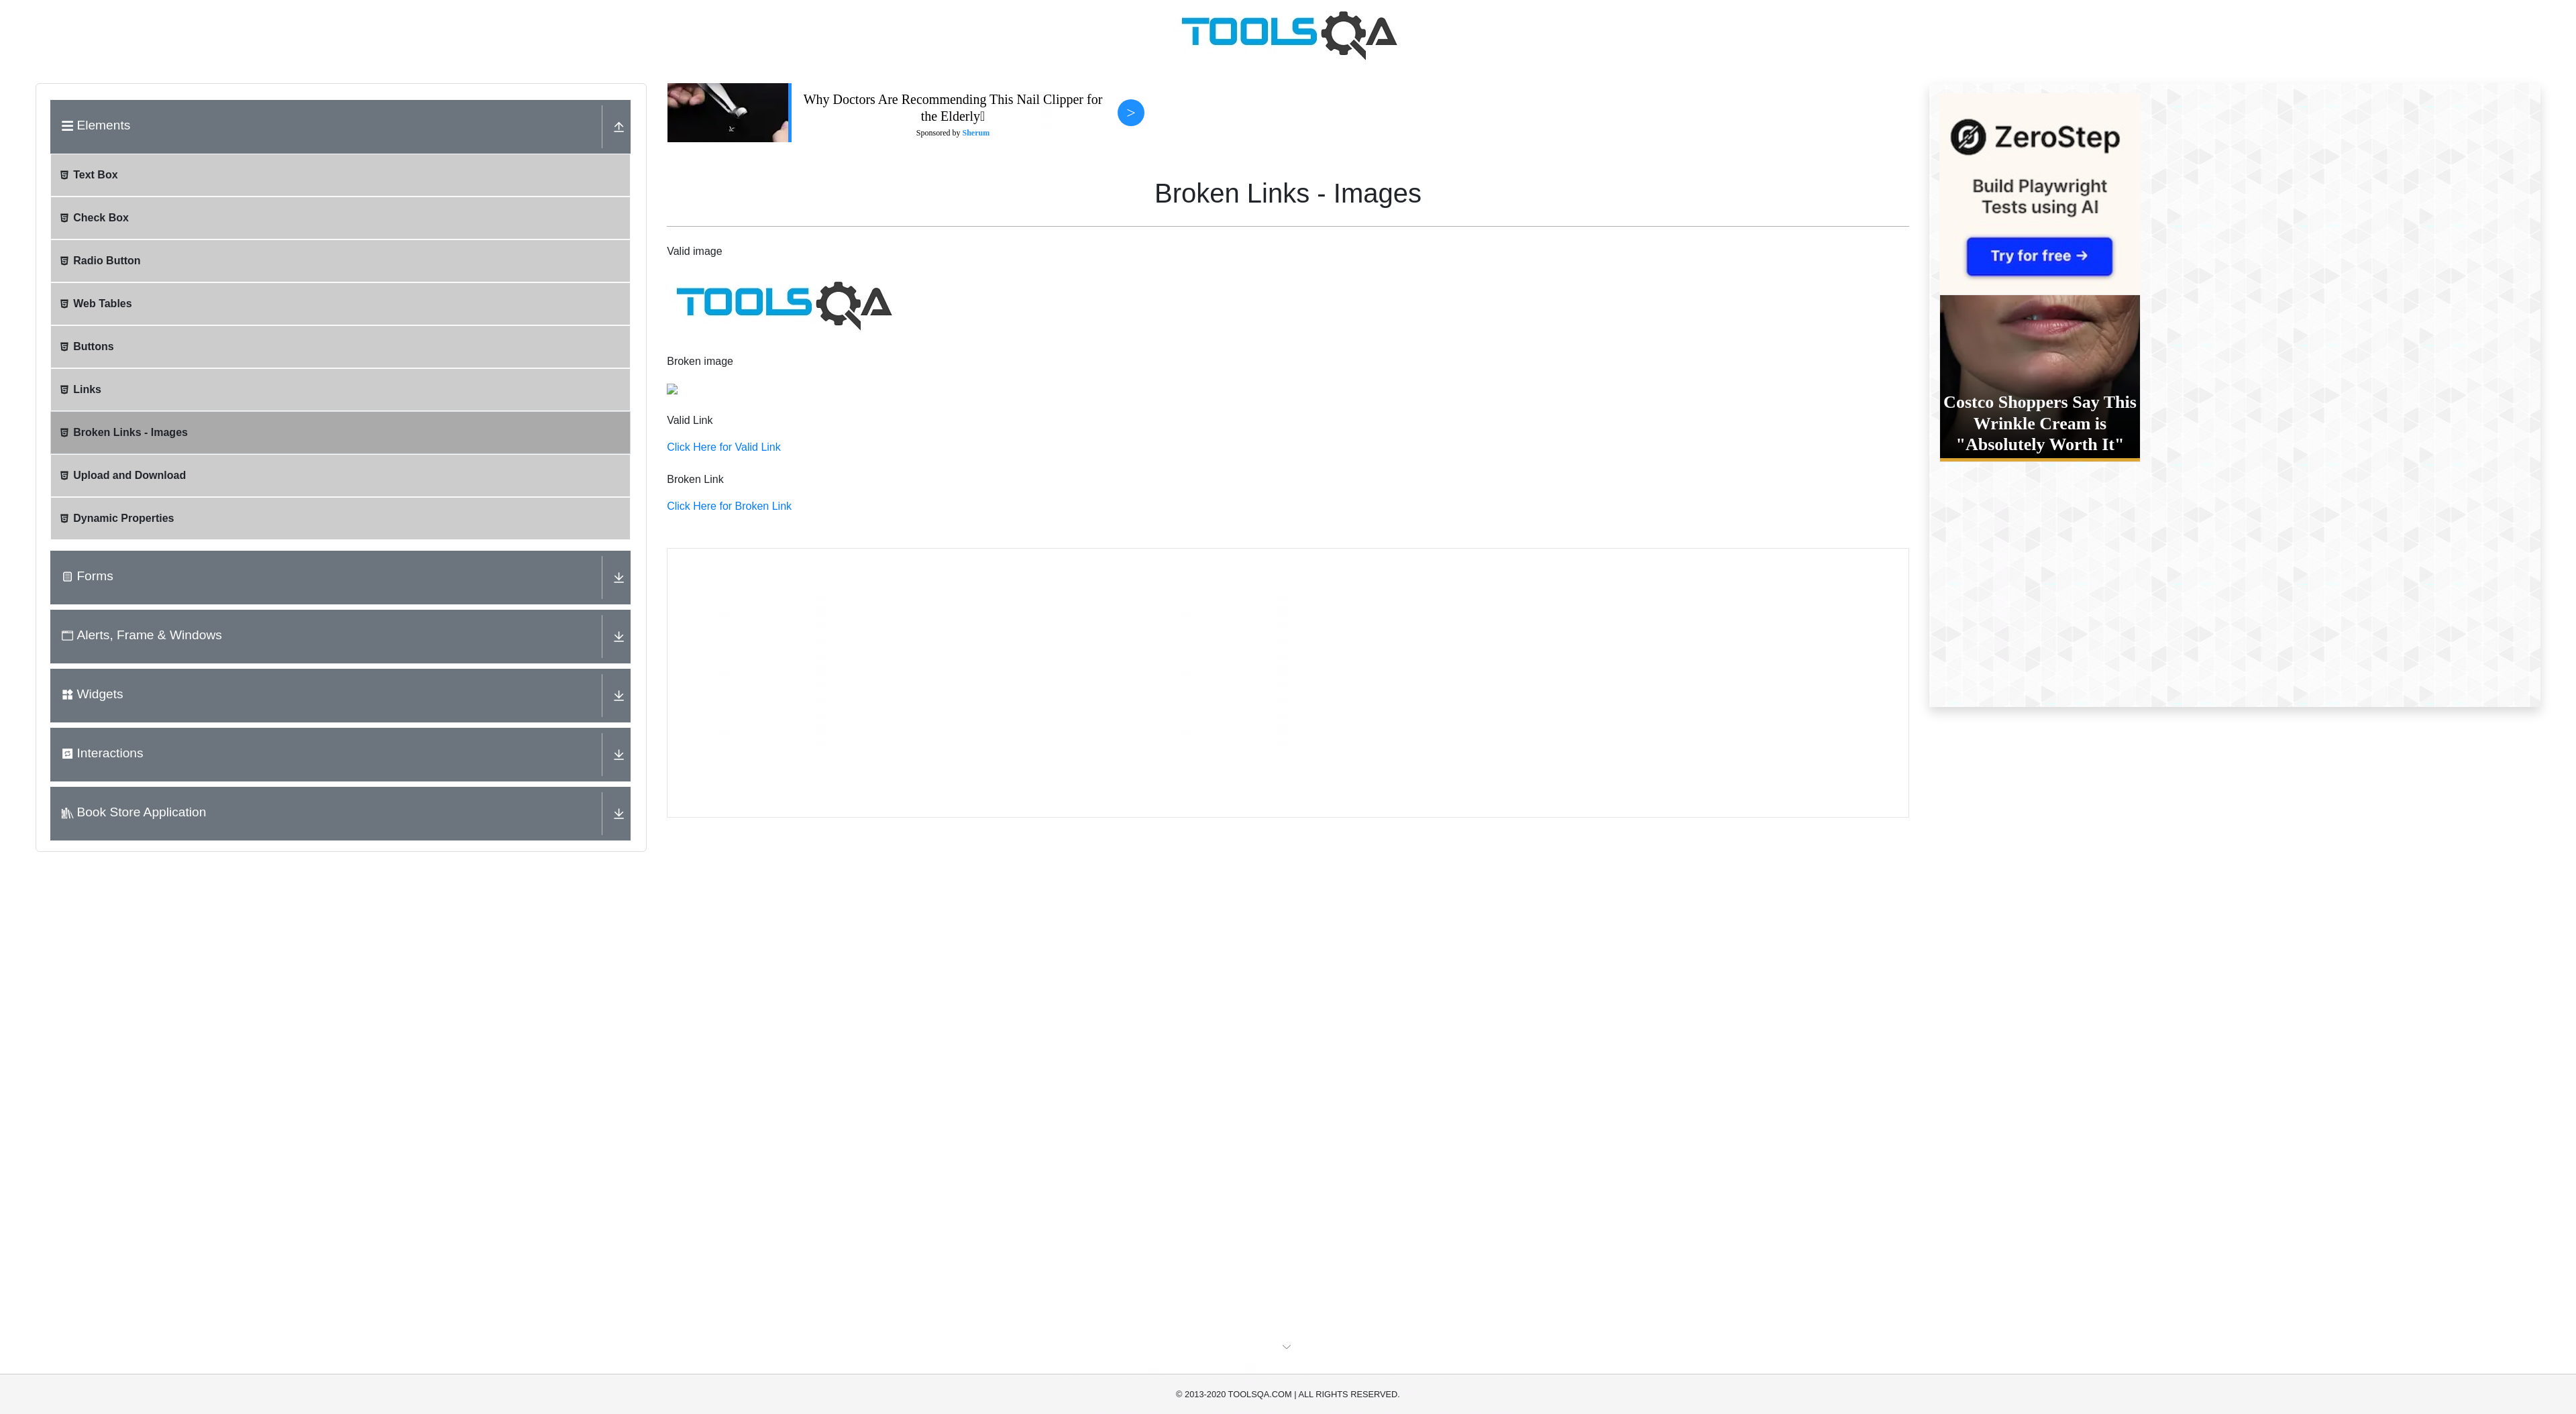 TOOLSQA
Elements
Text Box
Check Box
Radio Button
Web Tables
Buttons
Links
Broken Links - Images
Upload and Download
Dynamic Properties
Forms
Alerts, Frame & Windows
Widgets
Interactions
Book Store Application
Why Doctors Are Recommending This Nail Clipper for
the Elderly
Sponsored by Sherum
>
Broken Links - Images
Valid image
TOOLSQA
Broken image
Valid Link
Click Here for Valid Link
Broken Link
Click Here for Broken Link
ZeroStep
Build Playwright
Tests using AI
Try for free →
Costco Shoppers Say This
Wrinkle Cream is
"Absolutely Worth It"
© 2013-2020 TOOLSQA.COM | ALL RIGHTS RESERVED.